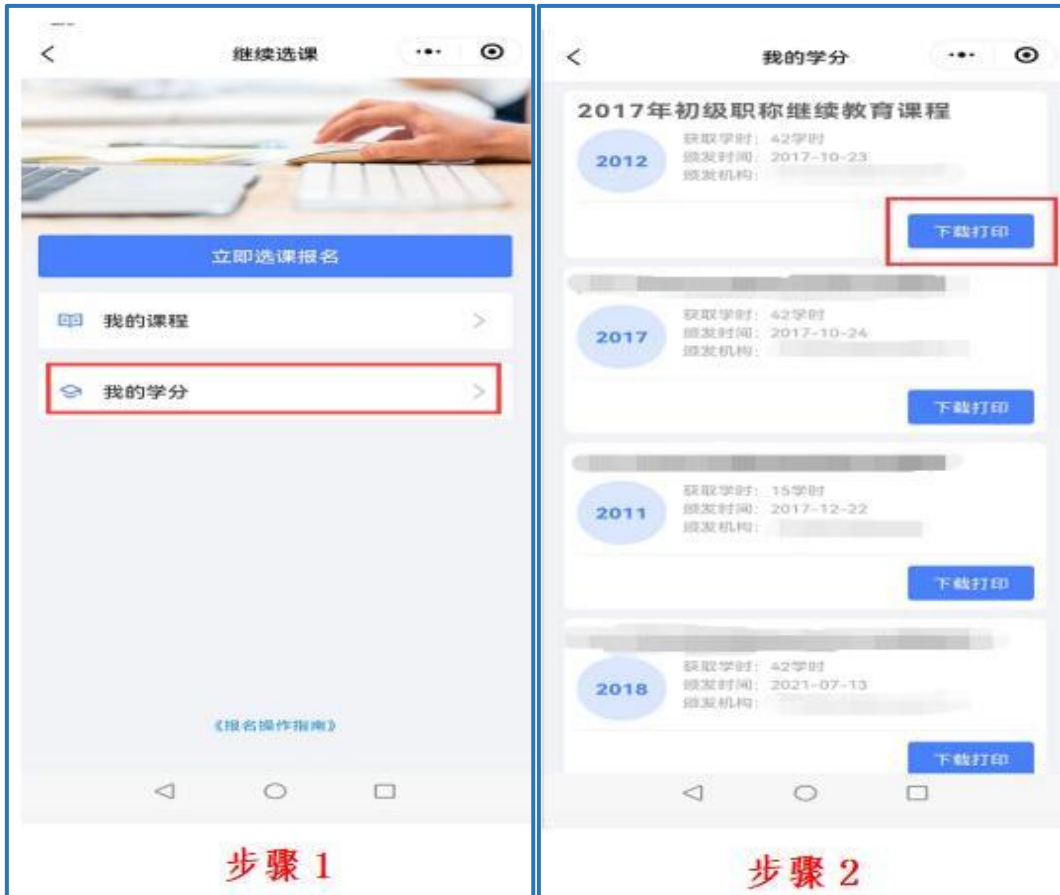 继续选课
立即选课报名
我的课程
我的学分
《报名操作指南》
步骤 1
我的学分
2017年初级职称继续教育课程
2012
获取学时：42学时
颁发时间：2017-10-23
颁发机构：
下载打印
2017
获取学时：42学时
颁发时间：2017-10-24
颁发机构：
下载打印
2011
获取学时：15学时
颁发时间：2017-12-22
颁发机构：
下载打印
2018
获取学时：42学时
颁发时间：2021-07-13
颁发机构：
下载打印
步骤 2